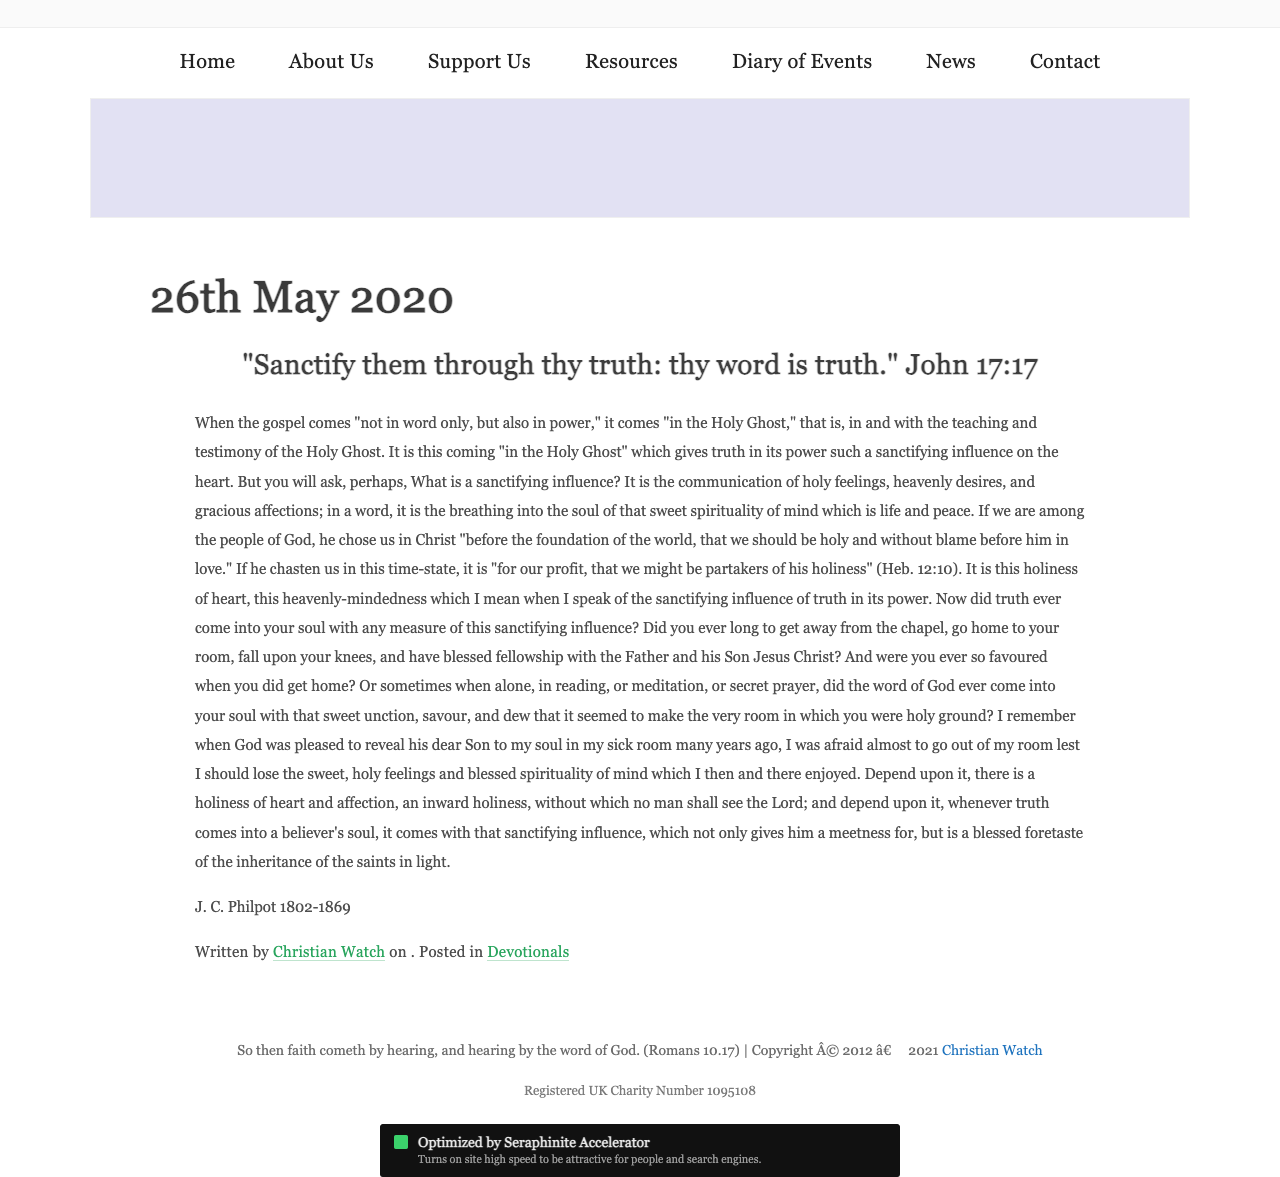 Home About Us Support Us Resources Diary of Events News Contact
26th May 2020
"Sanctify them through thy truth: thy word is truth." John 17:17
When the gospel comes "not in word only, but also in power," it comes "in the Holy Ghost," that is, in and with the teaching and
testimony of the Holy Ghost. It is this coming "in the Holy Ghost" which gives truth in its power such a sanctifying influence on the
heart. But you will ask, perhaps, What is a sanctifying influence? It is the communication of holy feelings, heavenly desires, and
gracious affections; in a word, it is the breathing into the soul of that sweet spirituality of mind which is life and peace. If we are among
the people of God, he chose us in Christ "before the foundation of the world, that we should be holy and without blame before him in
love." If he chasten us in this time-state, it is "for our profit, that we might be partakers of his holiness" (Heb. 12:10). It is this holiness
of heart, this heavenly-mindedness which I mean when I speak of the sanctifying influence of truth in its power. Now did truth ever
come into your soul with any measure of this sanctifying influence? Did you ever long to get away from the chapel, go home to your
room, fall upon your knees, and have blessed fellowship with the Father and his Son Jesus Christ? And were you ever so favoured
when you did get home? Or sometimes when alone, in reading, or meditation, or secret prayer, did the word of God ever come into
your soul with that sweet unction, savour, and dew that it seemed to make the very room in which you were holy ground? I remember
when God was pleased to reveal his dear Son to my soul in my sick room many years ago, I was afraid almost to go out of my room lest
I should lose the sweet, holy feelings and blessed spirituality of mind which I then and there enjoyed. Depend upon it, there is a
holiness of heart and affection, an inward holiness, without which no man shall see the Lord; and depend upon it, whenever truth
comes into a believer's soul, it comes with that sanctifying influence, which not only gives him a meetness for, but is a blessed foretaste
of the inheritance of the saints in light.
J. C. Philpot 1802-1869
Written by Christian Watch on . Posted in Devotionals
So then faith cometh by hearing, and hearing by the word of God. (Romans 10.17) | Copyright Â© 2012 â€ 2021 Christian Watch
Registered UK Charity Number 1095108
Optimized by Seraphinite Accelerator
Turns on site high speed to be attractive for people and search engines.